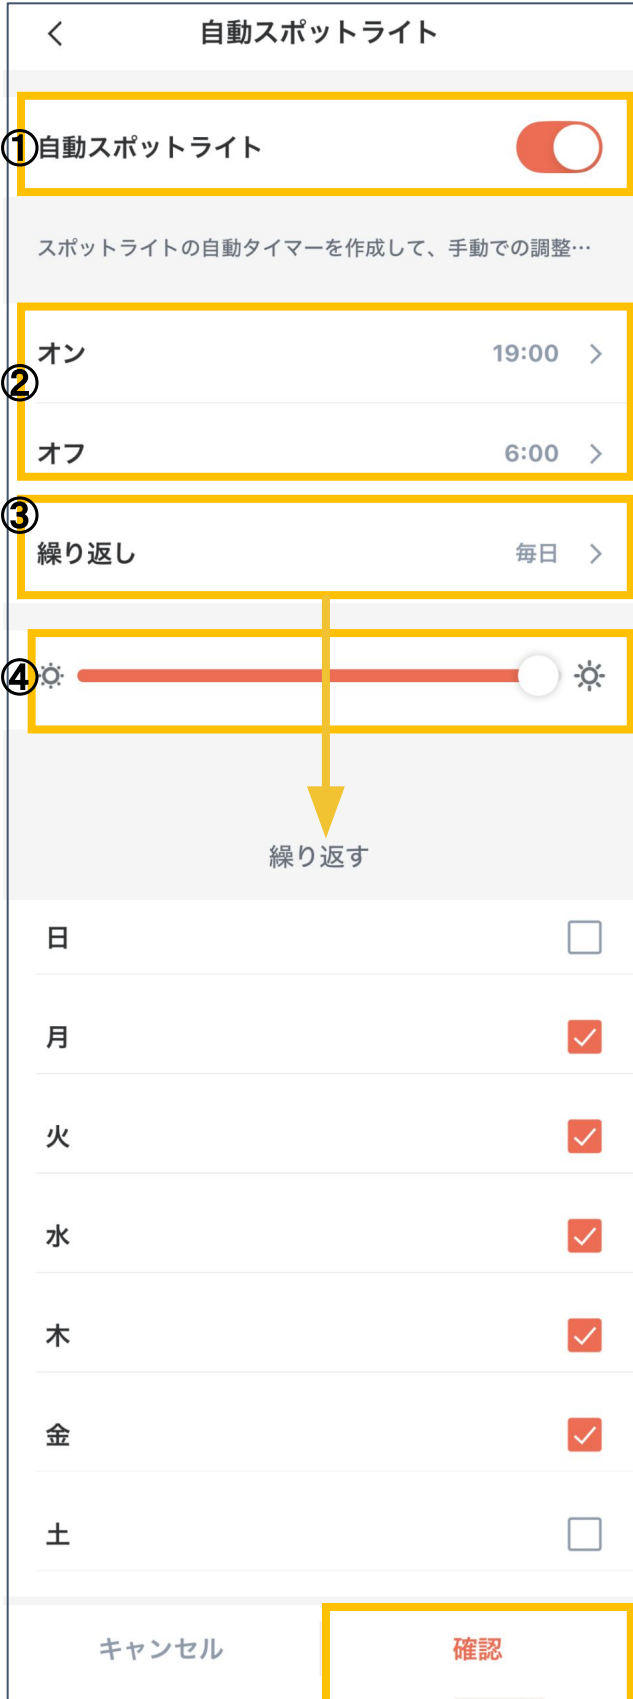 自動スポットライト
①自動スポットライト
スポットライトの自動タイマーを作成して、手動での調整…
②
オン 19:00
オフ 6:00
③
繰り返し 毎日
④
繰り返す
日
月
火
水
木
金
土
キャンセル 確認